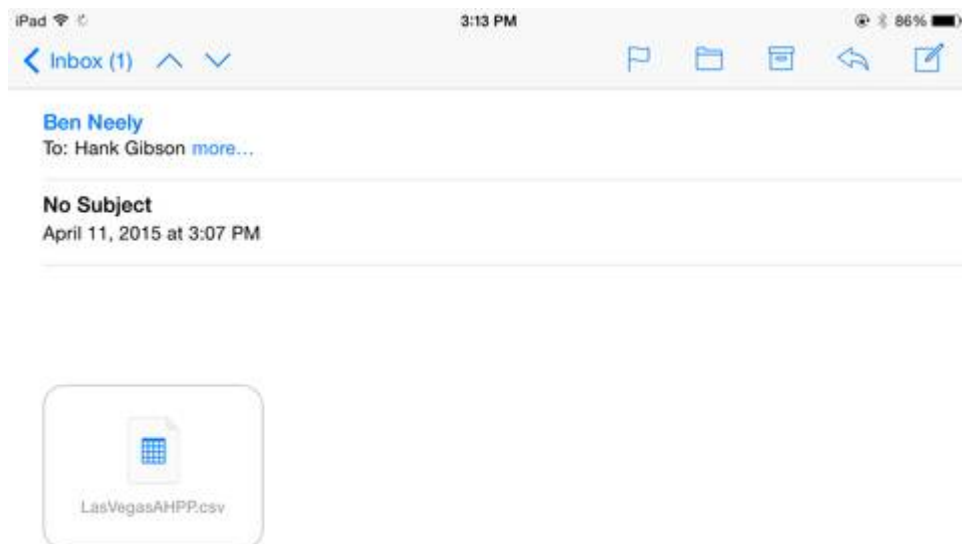 iPad 3:13 PM 86%
Inbox (1)
Ben Neely
To: Hank Gibson more...
No Subject
April 11, 2015 at 3:07 PM
LasVegasAHPP.csv